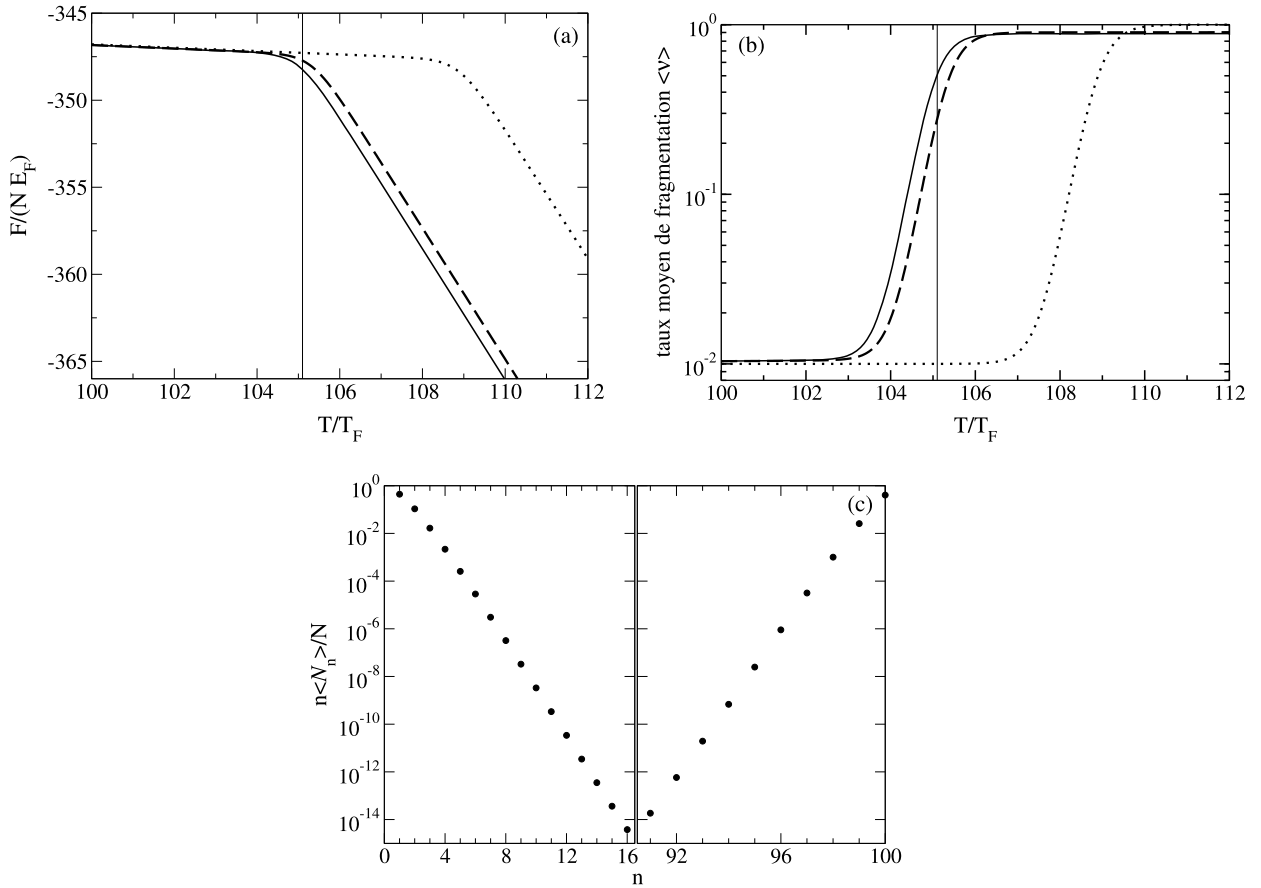 (a)
-345
-350
-355
-360
-365
F/(N E_F)
100 102 104 106 108 110 112
T/T_F
(b)
10^0
10^-1
10^-2
taux moyen de fragmentation <ν>
100 102 104 106 108 110 112
T/T_F
(c)
10^0
10^-2
10^-4
10^-6
10^-8
10^-10
10^-12
10^-14
n<N_n>/N
0 4 8 12 16 92 96 100
n